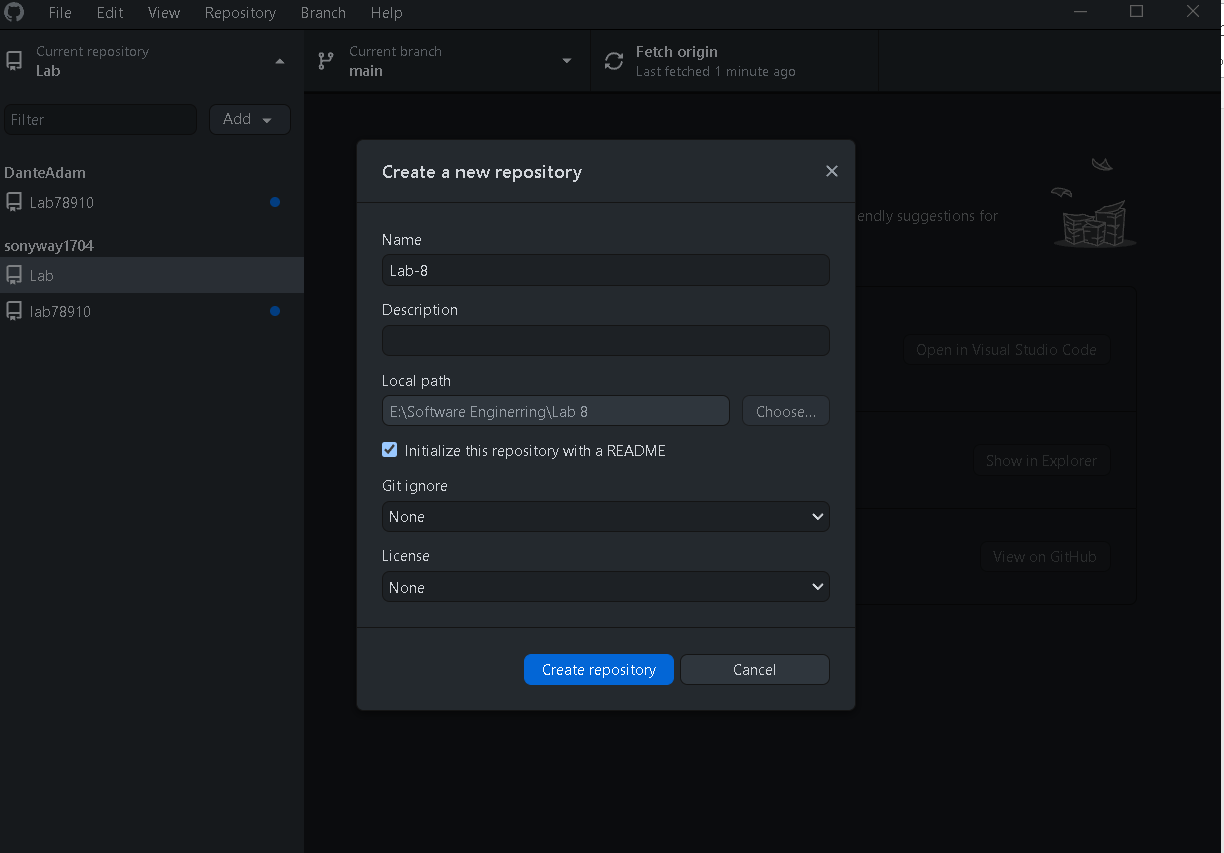 File Edit View Repository Branch Help
Current repository
Lab
Current branch
main
Fetch origin
Last fetched 1 minute ago
Filter
Add
DanteAdam
Lab78910
sonyway1704
Lab
lab78910
Create a new repository
Name
Lab-8
Description
Local path
E:\Software Enginerring\Lab 8
Choose...
Initialize this repository with a README
Git ignore
None
License
None
Create repository
Cancel
endly suggestions for
Open in Visual Studio Code
Show in Explorer
View on GitHub